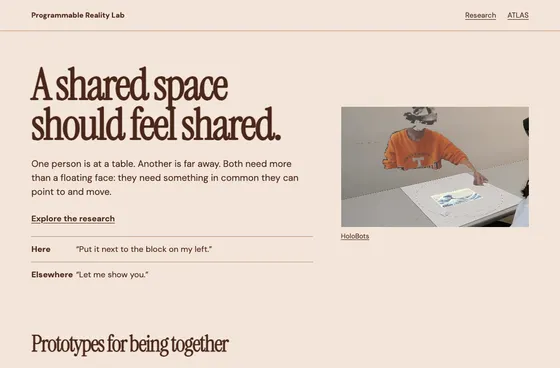 Programmable Reality Lab
Research ATLAS
A shared space
should feel shared.
One person is at a table. Another is far away. Both need more
than a floating face: they need something in common they can
point to and move.
Explore the research
Here "Put it next to the block on my left."
Elsewhere "Let me show you."
T
HoloBots
Prototypes for being together